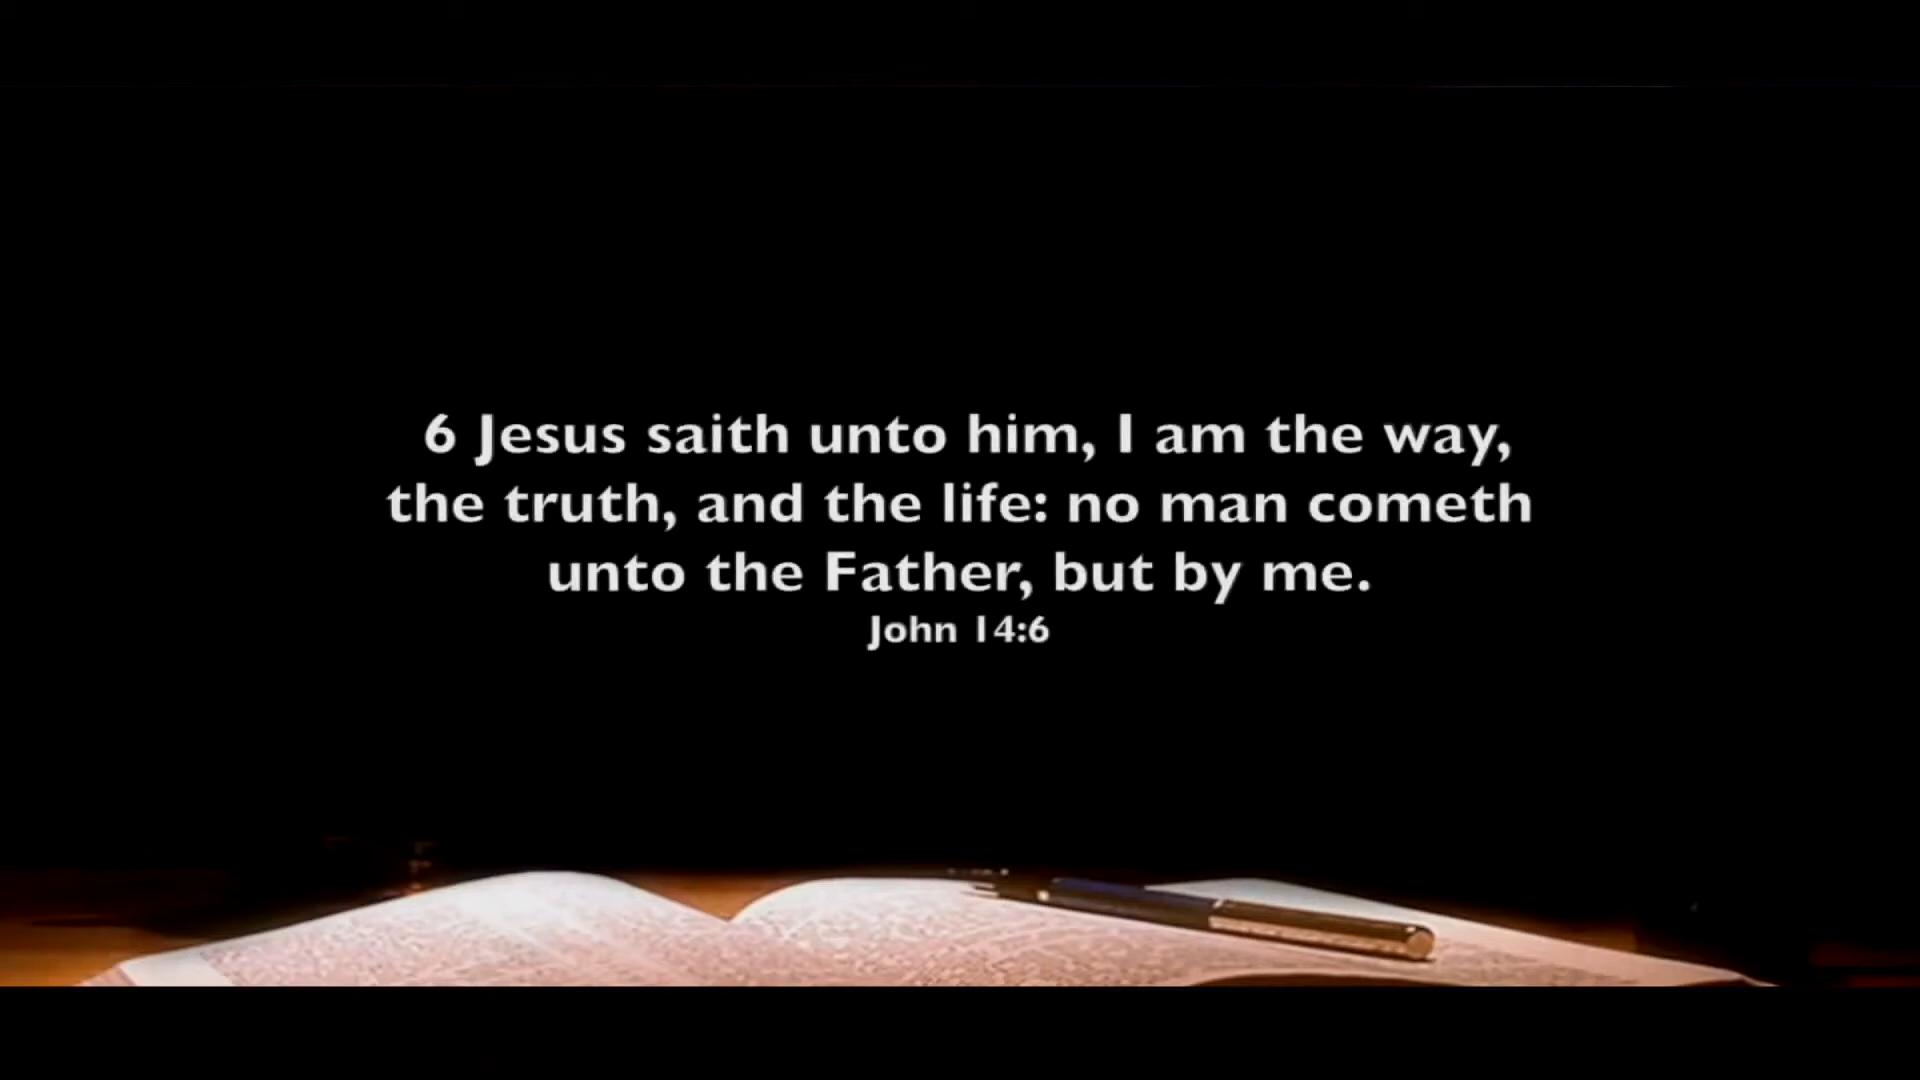 6 Jesus saith unto him, I am the way,
the truth, and the life: no man cometh
unto the Father, but by me.
John 14:6